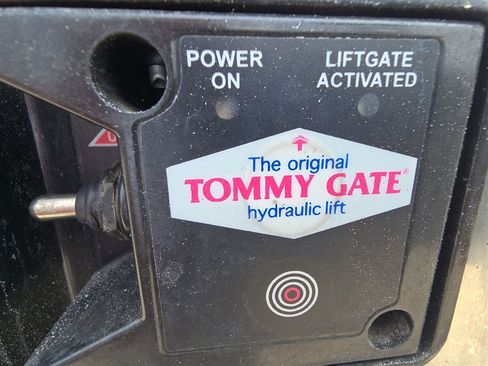 POWER
ON
LIFTGATE
ACTIVATED
The original
TOMMY GATE®
hydraulic lift